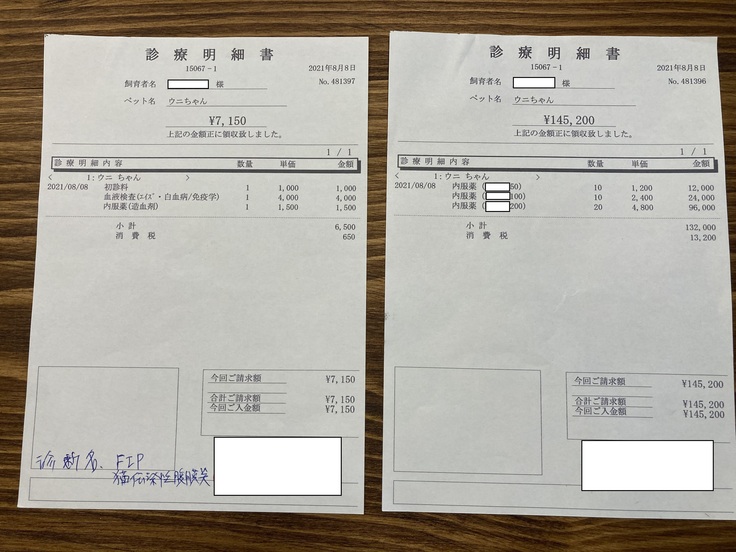 診療明細書
15067-1
2021年8月8日
飼育者名 様
No. 481397
ペット名 ウニちゃん
¥7,150
上記の金額正に領収致しました。
1 / 1
診療明細内容 数量 単価 金額
< 1:ウニ ちゃん >
2021/08/08 初診料 1 1,000 1,000
血液検査(エイズ・白血病/免疫学) 1 4,000 4,000
内服薬(造血剤) 1 1,500 1,500
小計 6,500
消費税 650
今回ご請求額 ¥7,150
合計ご請求額 ¥7,150
今回ご入金額 ¥7,150
診断名、FIP
猫伝染性腹膜炎
診療明細書
15067-1
2021年8月8日
飼育者名 様
No. 481396
ペット名 ウニちゃん
¥145,200
上記の金額正に領収致しました。
1 / 1
診療明細内容 数量 単価 金額
< 1:ウニ ちゃん >
2021/08/08 内服薬 ( 50) 10 1,200 12,000
内服薬 ( 100) 10 2,400 24,000
内服薬 ( 200) 20 4,800 96,000
小計 132,000
消費税 13,200
今回ご請求額 ¥145,200
合計ご請求額 ¥145,200
今回ご入金額 ¥145,200